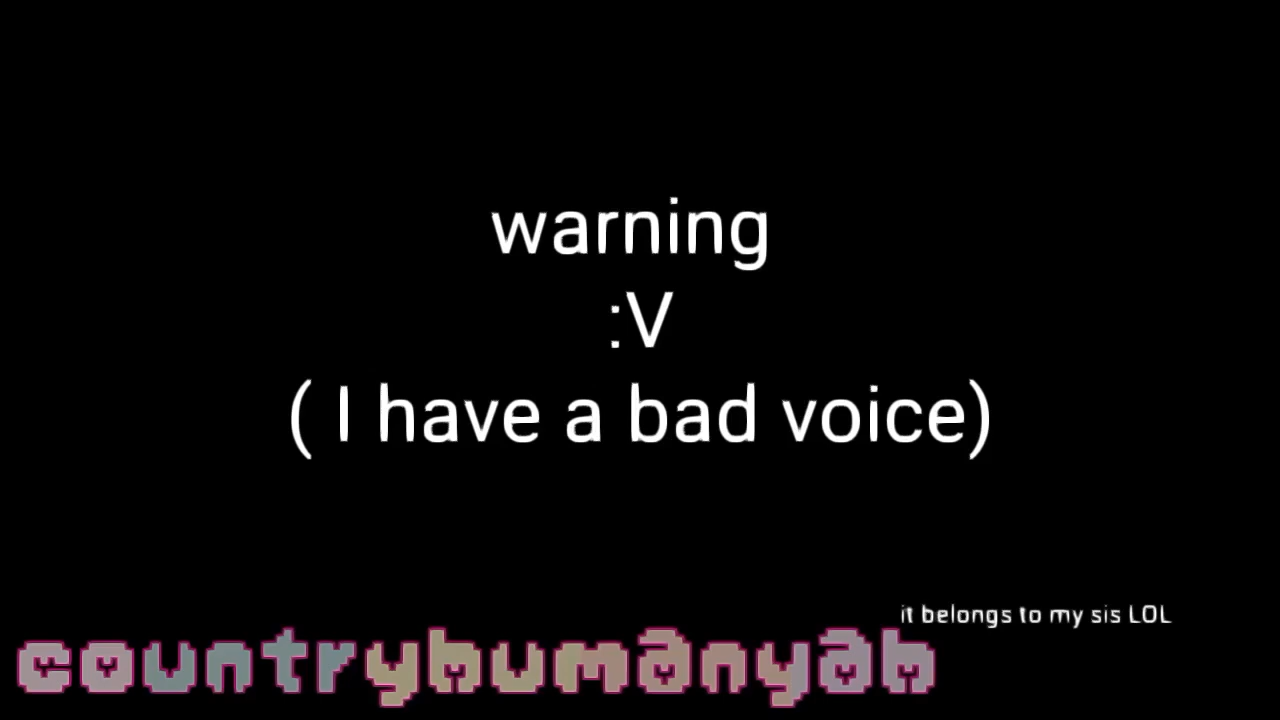 warning
:V
( I have a bad voice)
it belongs to my sis LOL
countryhumanyah